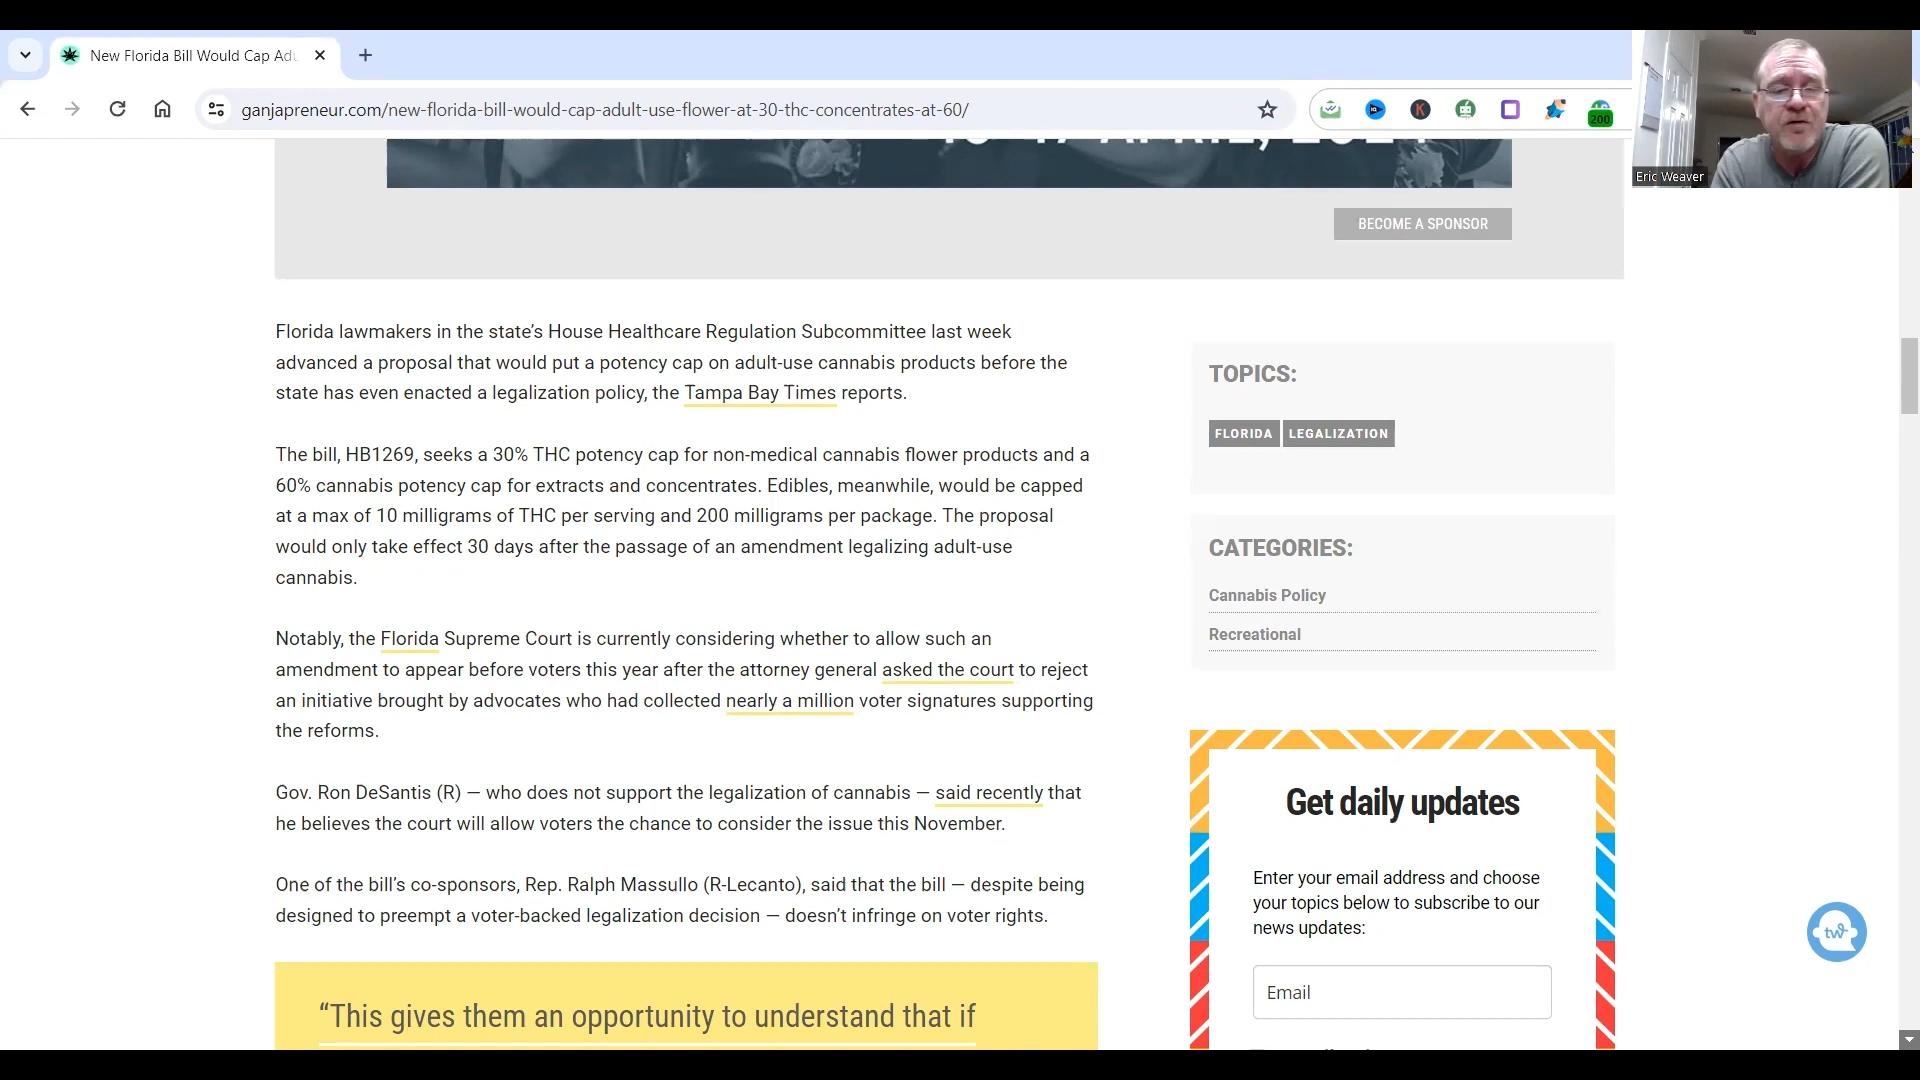 New Florida Bill Would Cap Adu
ganjapreneur.com/new-florida-bill-would-cap-adult-use-flower-at-30-thc-concentrates-at-60/
K
200
Eric Weaver
BECOME A SPONSOR
Florida lawmakers in the state’s House Healthcare Regulation Subcommittee last week
advanced a proposal that would put a potency cap on adult-use cannabis products before the
state has even enacted a legalization policy, the Tampa Bay Times reports.
The bill, HB1269, seeks a 30% THC potency cap for non-medical cannabis flower products and a
60% cannabis potency cap for extracts and concentrates. Edibles, meanwhile, would be capped
at a max of 10 milligrams of THC per serving and 200 milligrams per package. The proposal
would only take effect 30 days after the passage of an amendment legalizing adult-use
cannabis.
Notably, the Florida Supreme Court is currently considering whether to allow such an
amendment to appear before voters this year after the attorney general asked the court to reject
an initiative brought by advocates who had collected nearly a million voter signatures supporting
the reforms.
Gov. Ron DeSantis (R) — who does not support the legalization of cannabis — said recently that
he believes the court will allow voters the chance to consider the issue this November.
One of the bill’s co-sponsors, Rep. Ralph Massullo (R-Lecanto), said that the bill — despite being
designed to preempt a voter-backed legalization decision — doesn’t infringe on voter rights.
“This gives them an opportunity to understand that if
TOPICS:
FLORIDA LEGALIZATION
CATEGORIES:
Cannabis Policy
Recreational
Get daily updates
Enter your email address and choose
your topics below to subscribe to our
news updates:
Email
tw